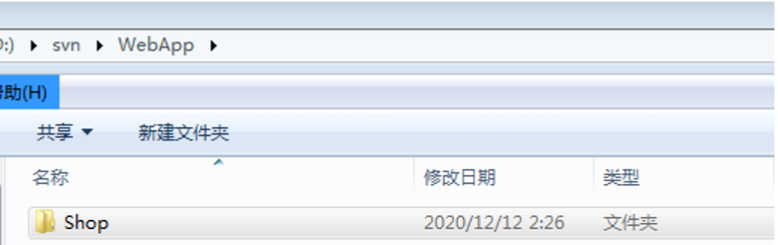 :) svn WebApp
帮助(H)
共享 新建文件夹
名称 修改日期 类型
Shop 2020/12/12 2:26 文件夹